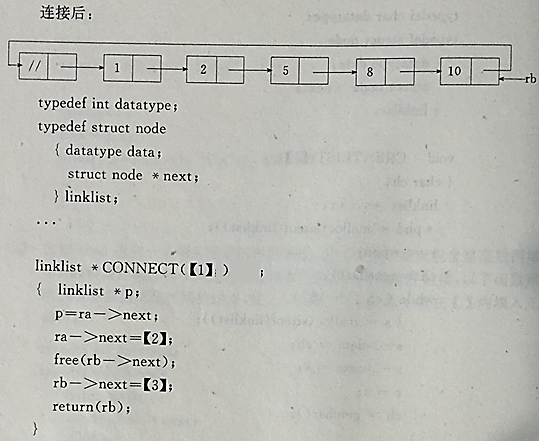 连接后：
// 1 2 5 8 10
rb
typedef int datatype;
typedef struct node
{ datatype data;
struct node *next;
} linklist;
...
linklist *CONNECT(【1】) ;
{ linklist *p;
p=ra—>next;
ra—>next=【2】;
free(rb—>next);
rb—>next=【3】;
return(rb);
}